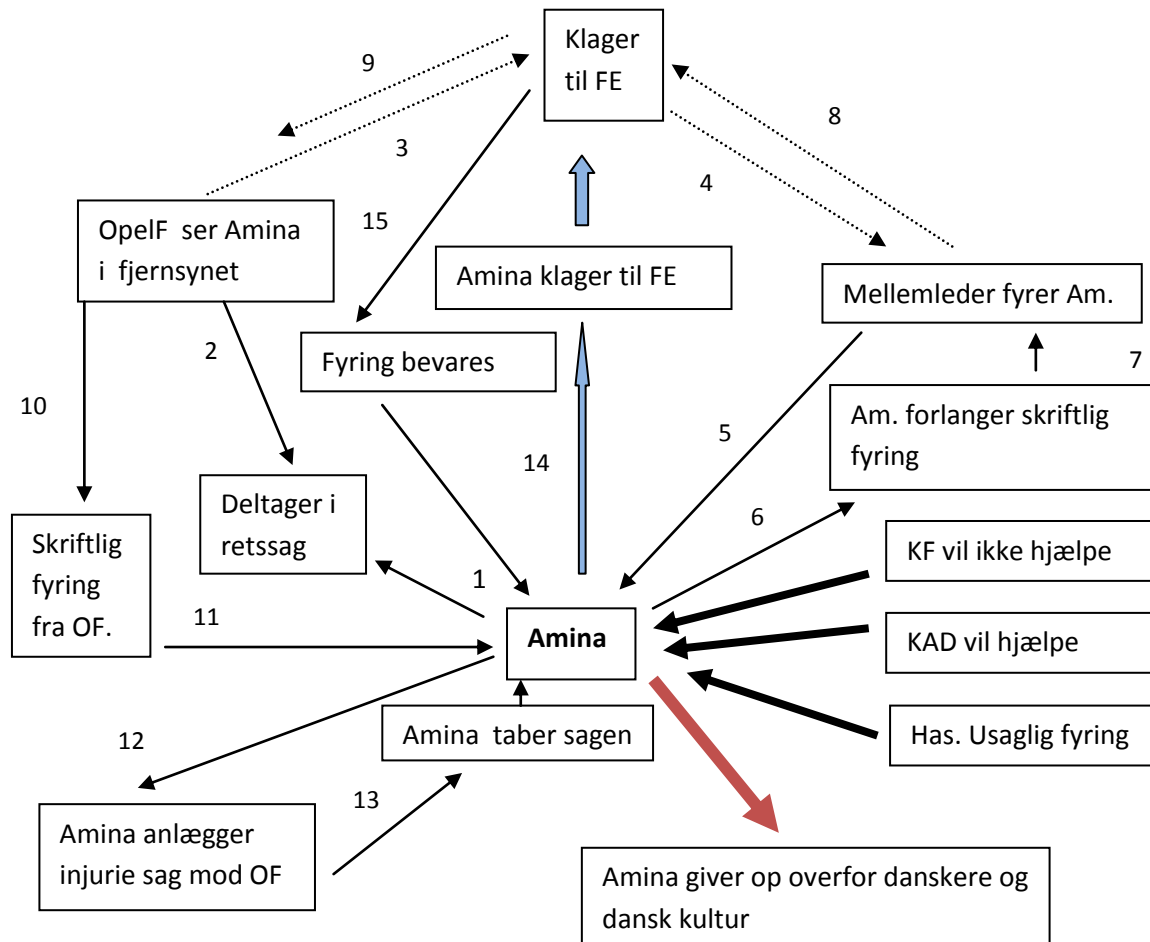 Klager
til FE
9
8
3
4
OpelF ser Amina
i fjernsynet
15
Amina klager til FE
Mellemleder fyrer Am.
2
Fyring bevares
7
10
5
Am. forlanger skriftlig
fyring
14
Deltager i
retssag
6
Skriftlig
fyring
fra OF.
KF vil ikke hjælpe
1
11
Amina
KAD vil hjælpe
12
Amina taber sagen
Has. Usaglig fyring
13
Amina anlægger
injurie sag mod OF
Amina giver op overfor danskere og
dansk kultur